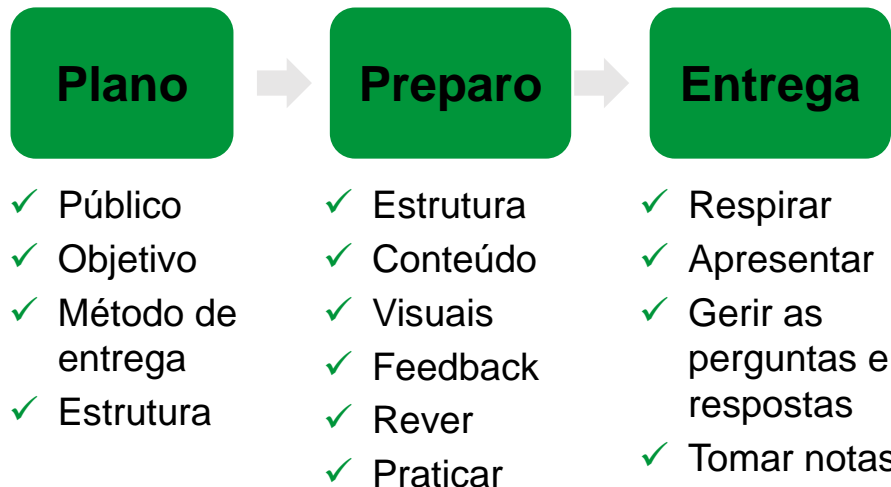 Plano
Público
Objetivo
Método de
entrega
Estrutura
Preparo
Estrutura
Conteúdo
Visuais
Feedback
Rever
Praticar
Entrega
Respirar
Apresentar
Gerir as
perguntas e
respostas
Tomar notas